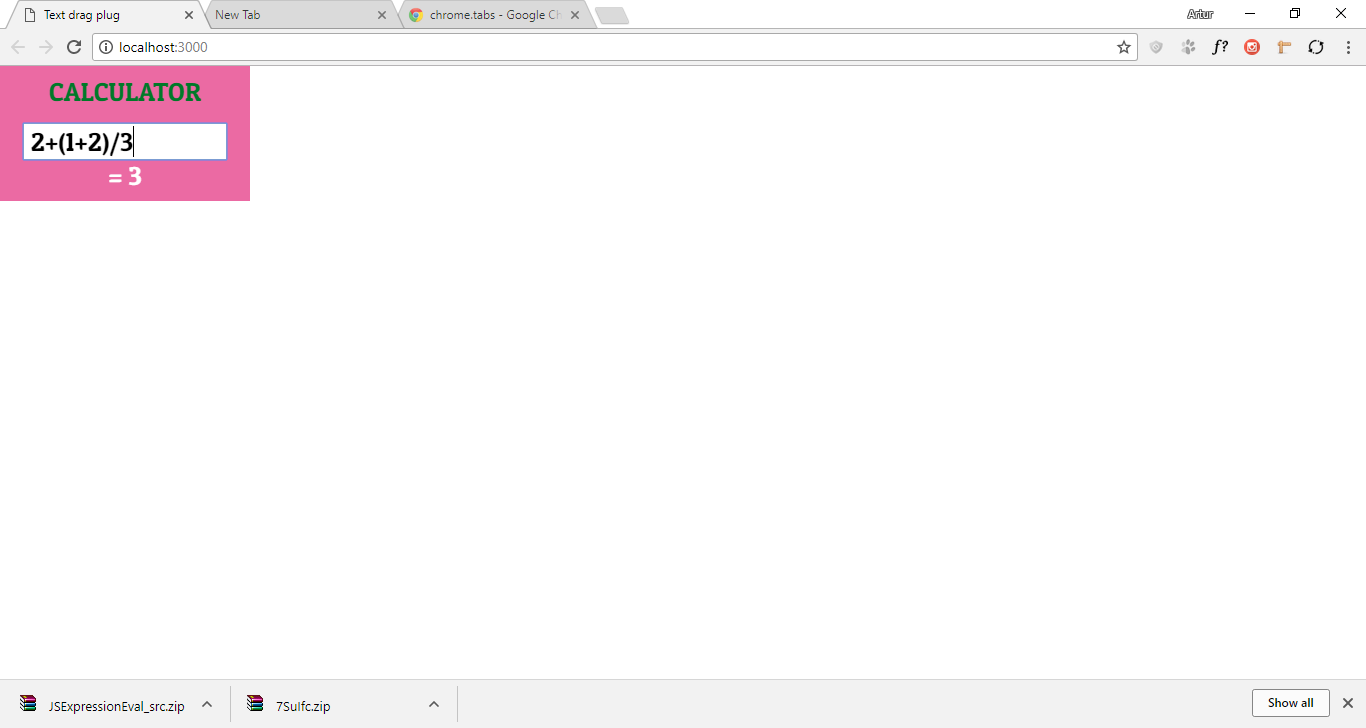 Text drag plug
New Tab
chrome.tabs - Google Ch
Artur
localhost:3000
f?
CALCULATOR
2+(1+2)/3
= 3
JSExpressionEval_src.zip
7SuIfc.zip
Show all